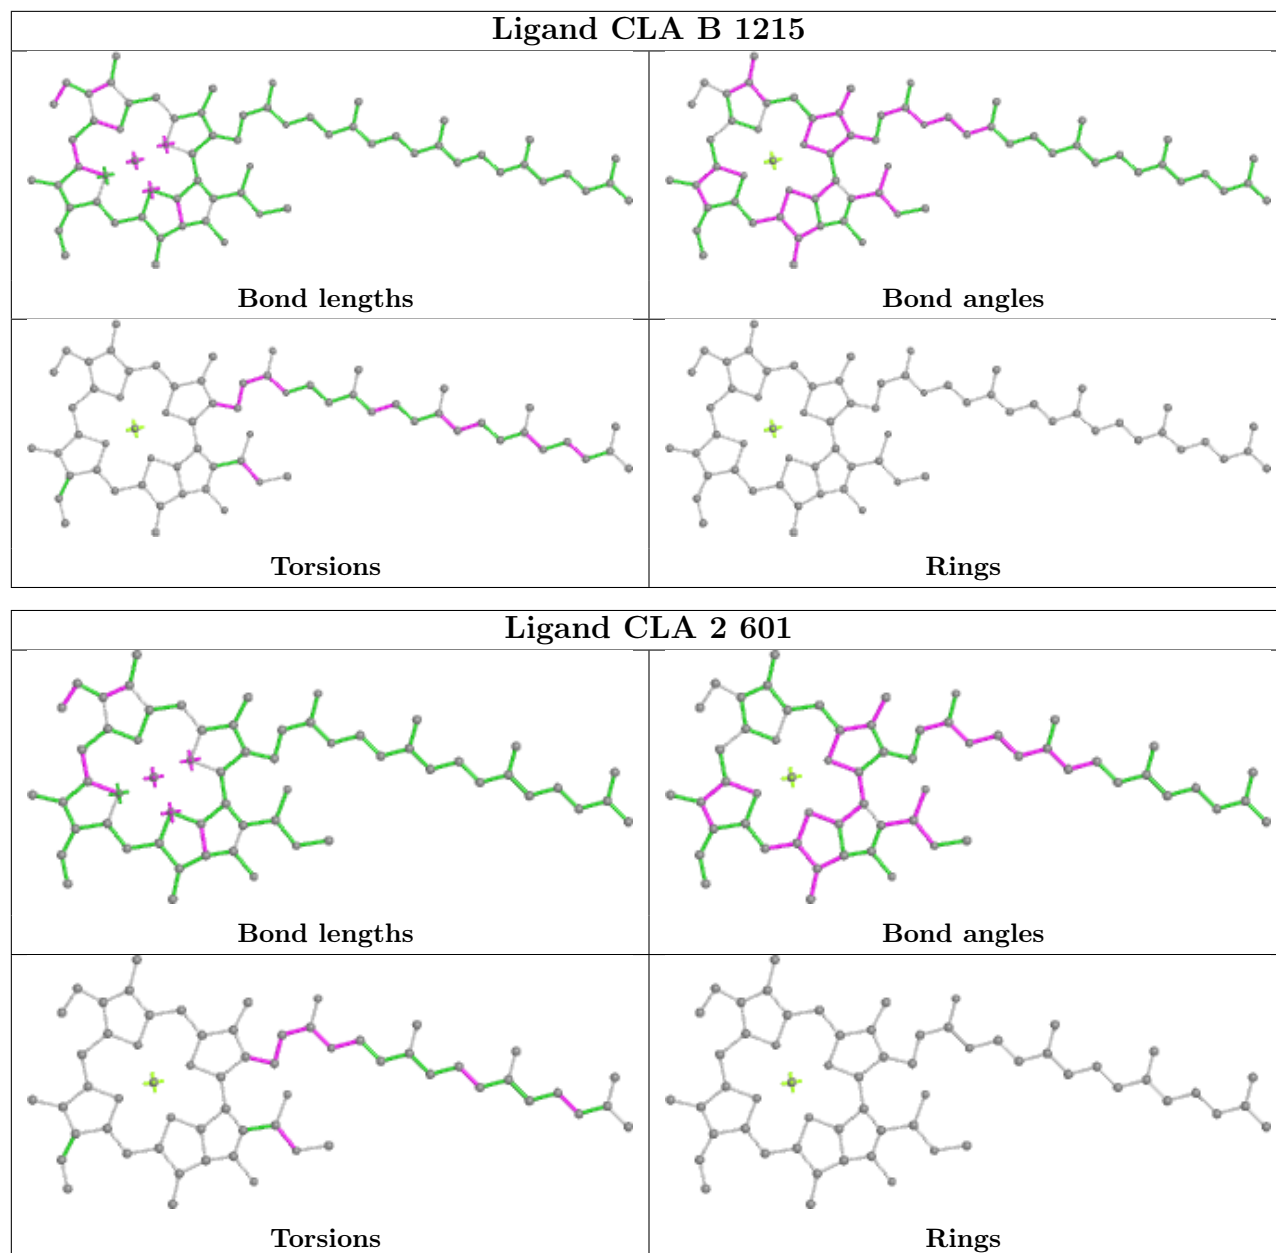 Ligand CLA B 1215
Bond lengths
Bond angles
Torsions
Rings
Ligand CLA 2 601
Bond lengths
Bond angles
Torsions
Rings